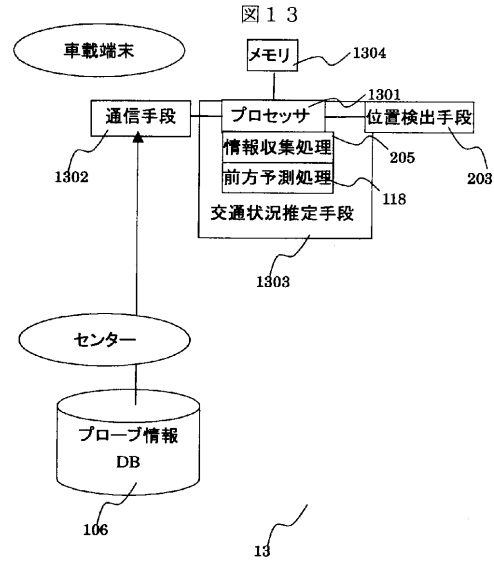 図13
車載端末
メモリ
1304
1301
通信手段
プロセッサ
位置検出手段
1302
情報収集処理
205
203
前方予測処理
118
交通状況推定手段
1303
センター
プローブ情報
DB
106
13